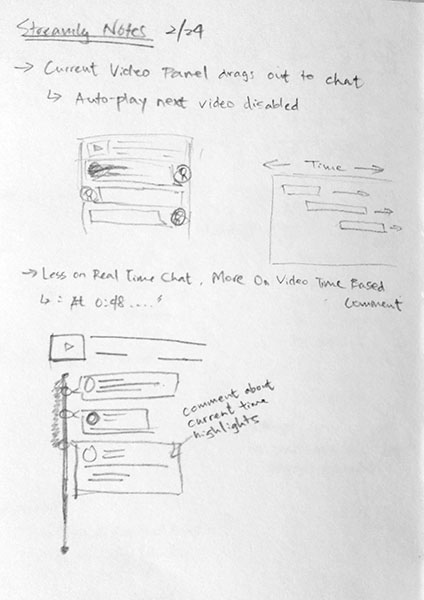 Streamly Notes 2/24
→ Current Video Panel drags out to chat
↳ Auto-play next video disabled
← Time →
→ Less on Real Time Chat, More On Video Time Based
Comment
↳ " At 0:48 ..... "
Comment about
current time
highlights